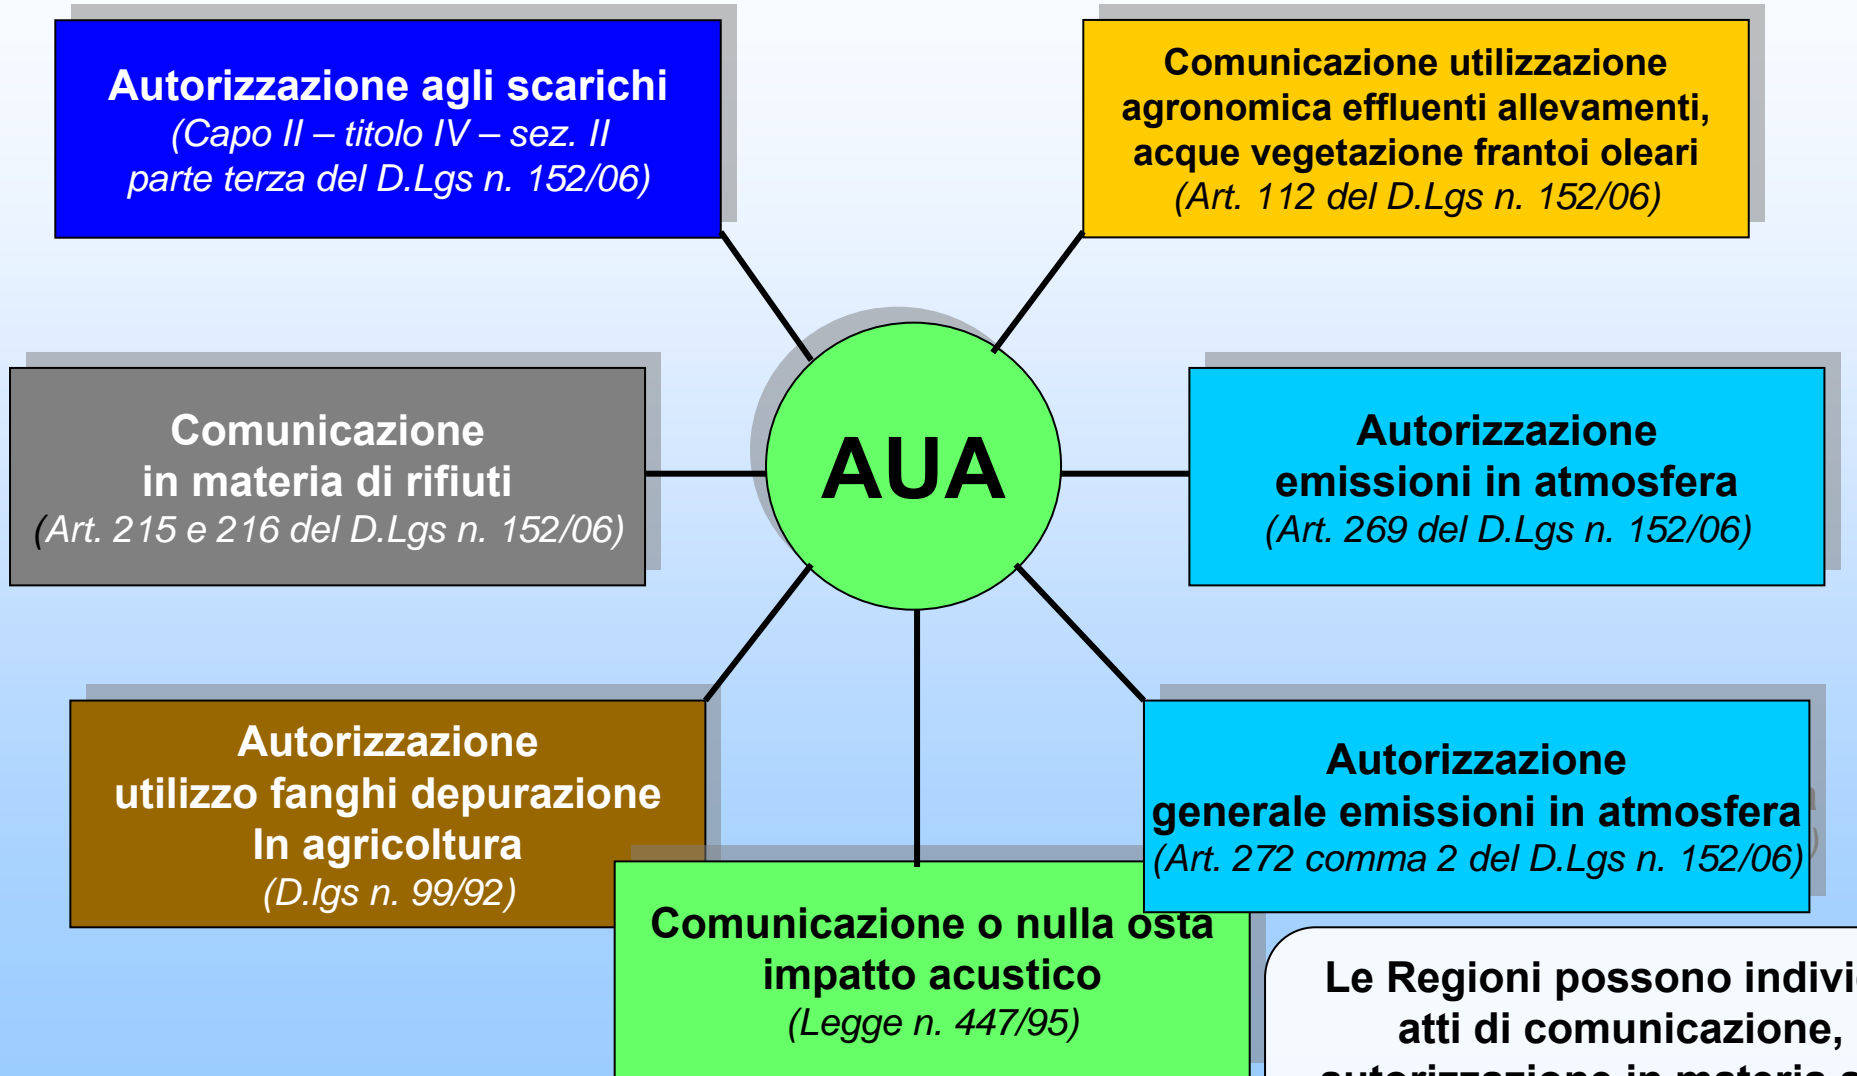 Autorizzazione agli scarichi
(Capo II – titolo IV – sez. II
parte terza del D.Lgs n. 152/06)
Comunicazione utilizzazione
agronomica effluenti allevamenti,
acque vegetazione frantoi oleari
(Art. 112 del D.Lgs n. 152/06)
Comunicazione
in materia di rifiuti
(Art. 215 e 216 del D.Lgs n. 152/06)
AUA
Autorizzazione
emissioni in atmosfera
(Art. 269 del D.Lgs n. 152/06)
Autorizzazione
utilizzo fanghi depurazione
In agricoltura
(D.lgs n. 99/92)
Autorizzazione
generale emissioni in atmosfera
(Art. 272 comma 2 del D.Lgs n. 152/06)
Comunicazione o nulla osta
impatto acustico
(Legge n. 447/95)
Le Regioni possono
atti di comunicazione,
autorizzazione in materia